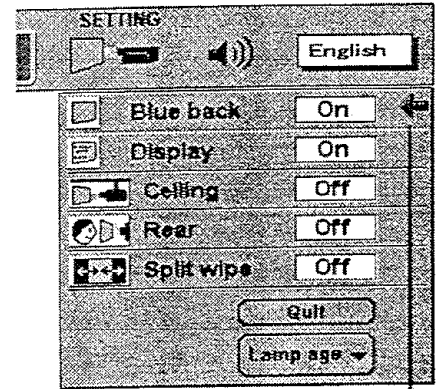 SETTING
English
Blue back On
Display On
Ceiling Off
Rear Off
Split wipe Off
Quit
Lamp age